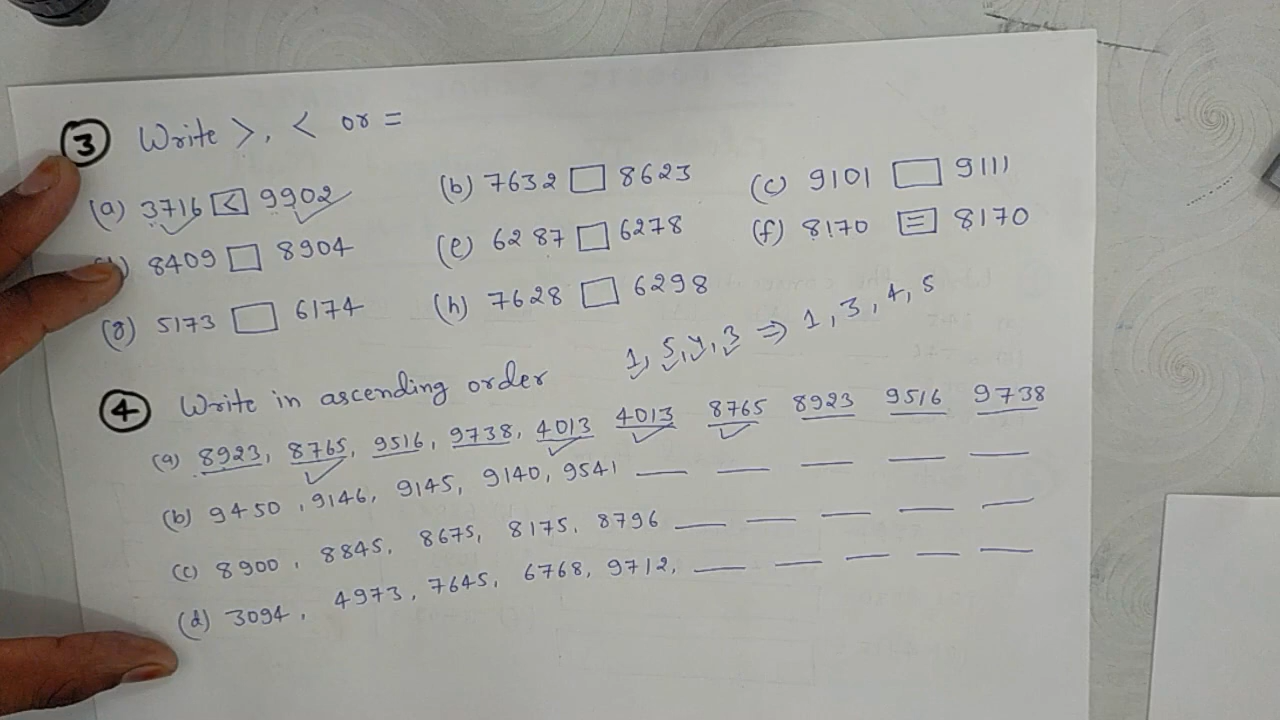 3 Write >, < or =
(a) 3716 < 9902 (b) 7632 □ 8623 (c) 9101 □ 9111
8409 □ 8904 (e) 6287 □ 6278 (f) 8170 = 8170
(g) 5173 □ 6174 (h) 7628 □ 6298
1, 5, 4, 3 ⇒ 1, 3, 4, 5
4 Write in ascending order
(a) 8923, 8765, 9516, 9738, 4013 4013 8765 8923 9516 9738
(b) 9450, 9146, 9145, 9140, 9541 — — — — —
(c) 8900, 8845, 8675, 8175, 8796 — — — — —
(d) 3094, 4973, 7645, 6768, 9712, — — — — —